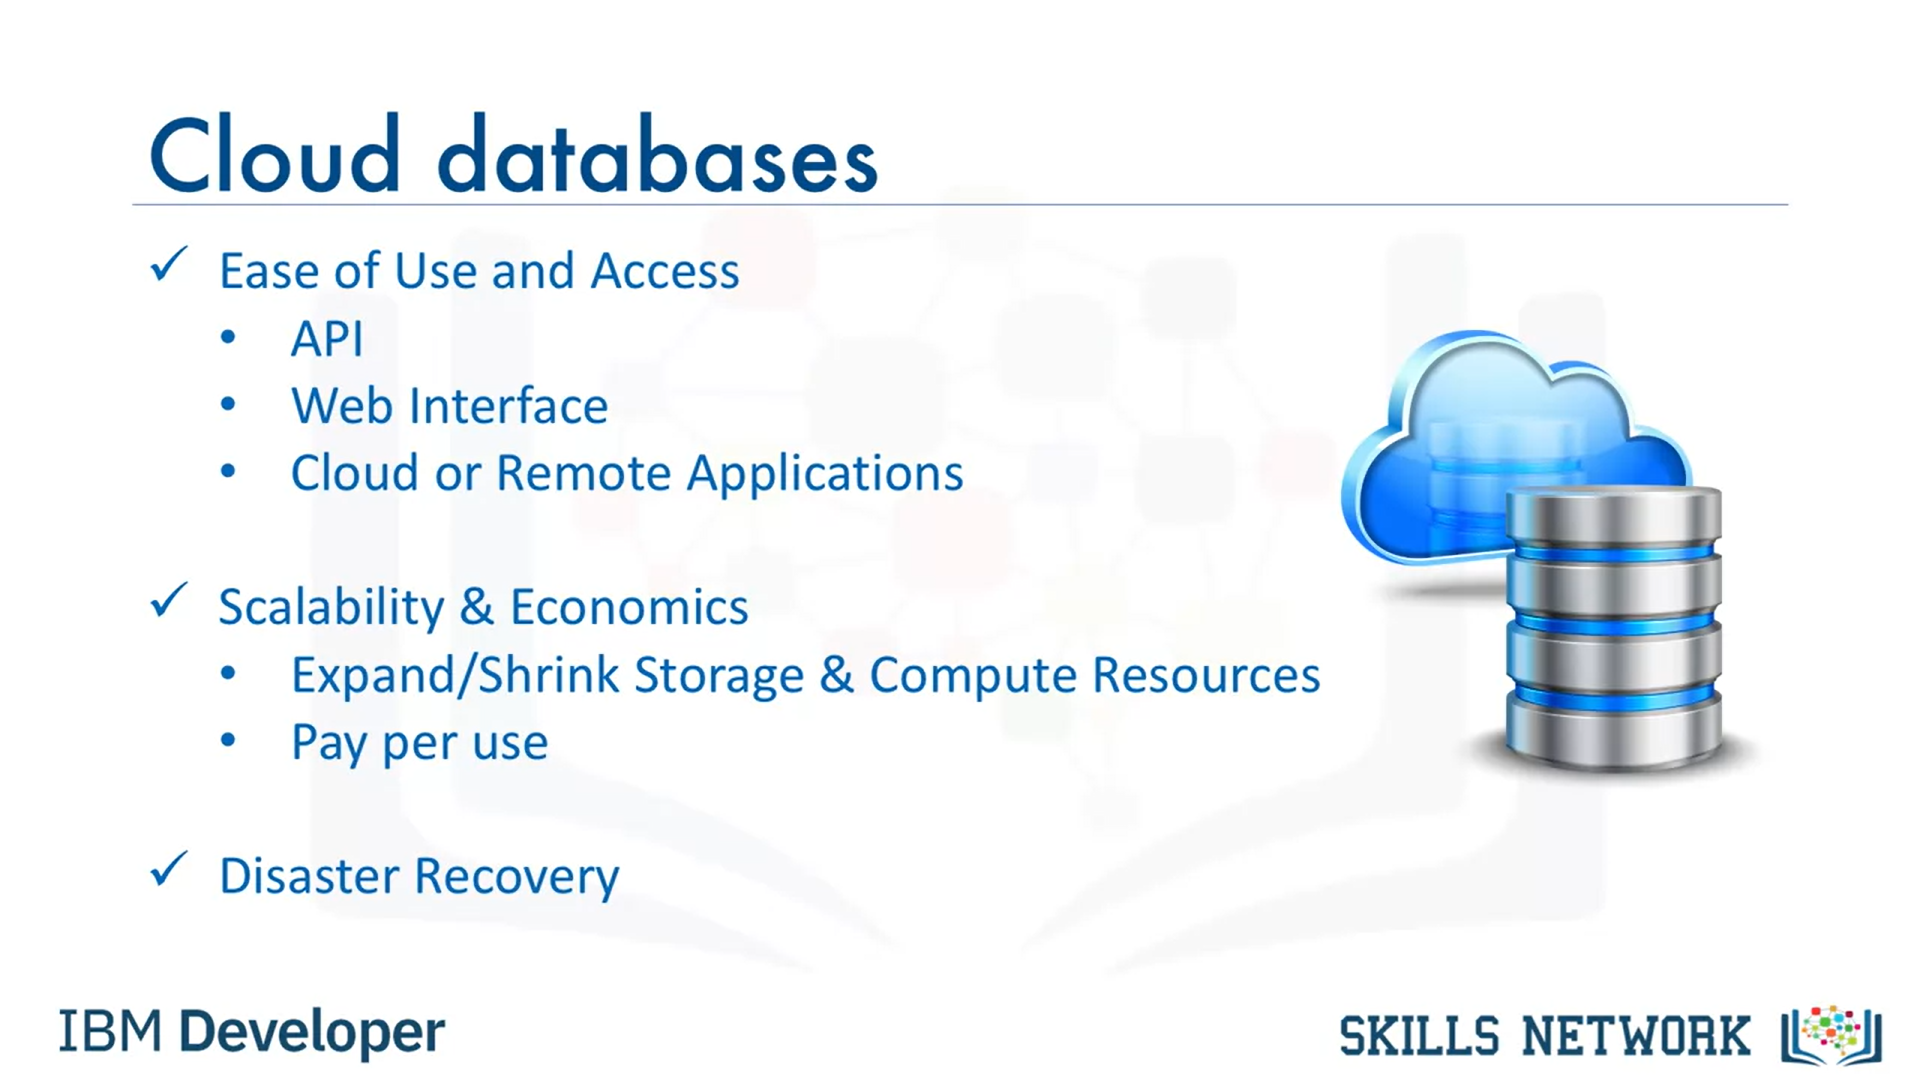 Cloud databases
✓ Ease of Use and Access
• API
• Web Interface
• Cloud or Remote Applications
✓ Scalability & Economics
• Expand/Shrink Storage & Compute Resources
• Pay per use
✓ Disaster Recovery
IBM Developer
SKILLS NETWORK